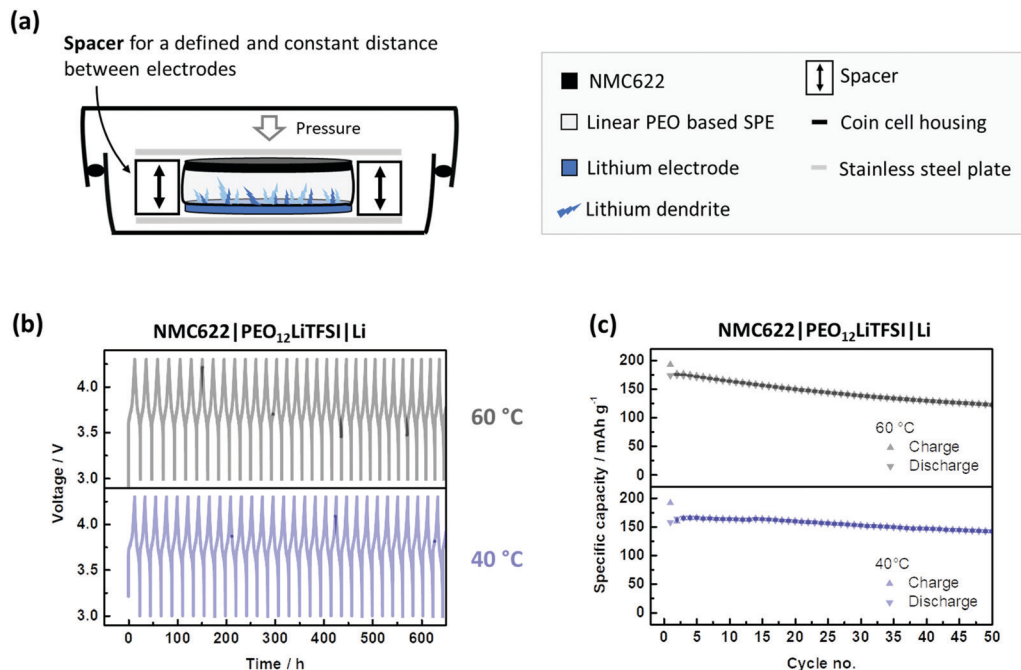 (a)
Spacer for a defined and constant distance
between electrodes
Pressure
NMC622
Linear PEO based SPE
Lithium electrode
Lithium dendrite
Spacer
Coin cell housing
Stainless steel plate
(b)
NMC622|PEO₁₂LiTFSI|Li
4.0
3.5
3.0
4.0
3.5
3.0
Voltage / V
0 100 200 300 400 500 600
Time / h
60 °C
40 °C
(c)
NMC622|PEO₁₂LiTFSI|Li
200
150
100
50
0
60 °C
Charge
Discharge
200
150
100
50
0
40°C
Charge
Discharge
Specific capacity / mAh g⁻¹
0 5 10 15 20 25 30 35 40 45 50
Cycle no.